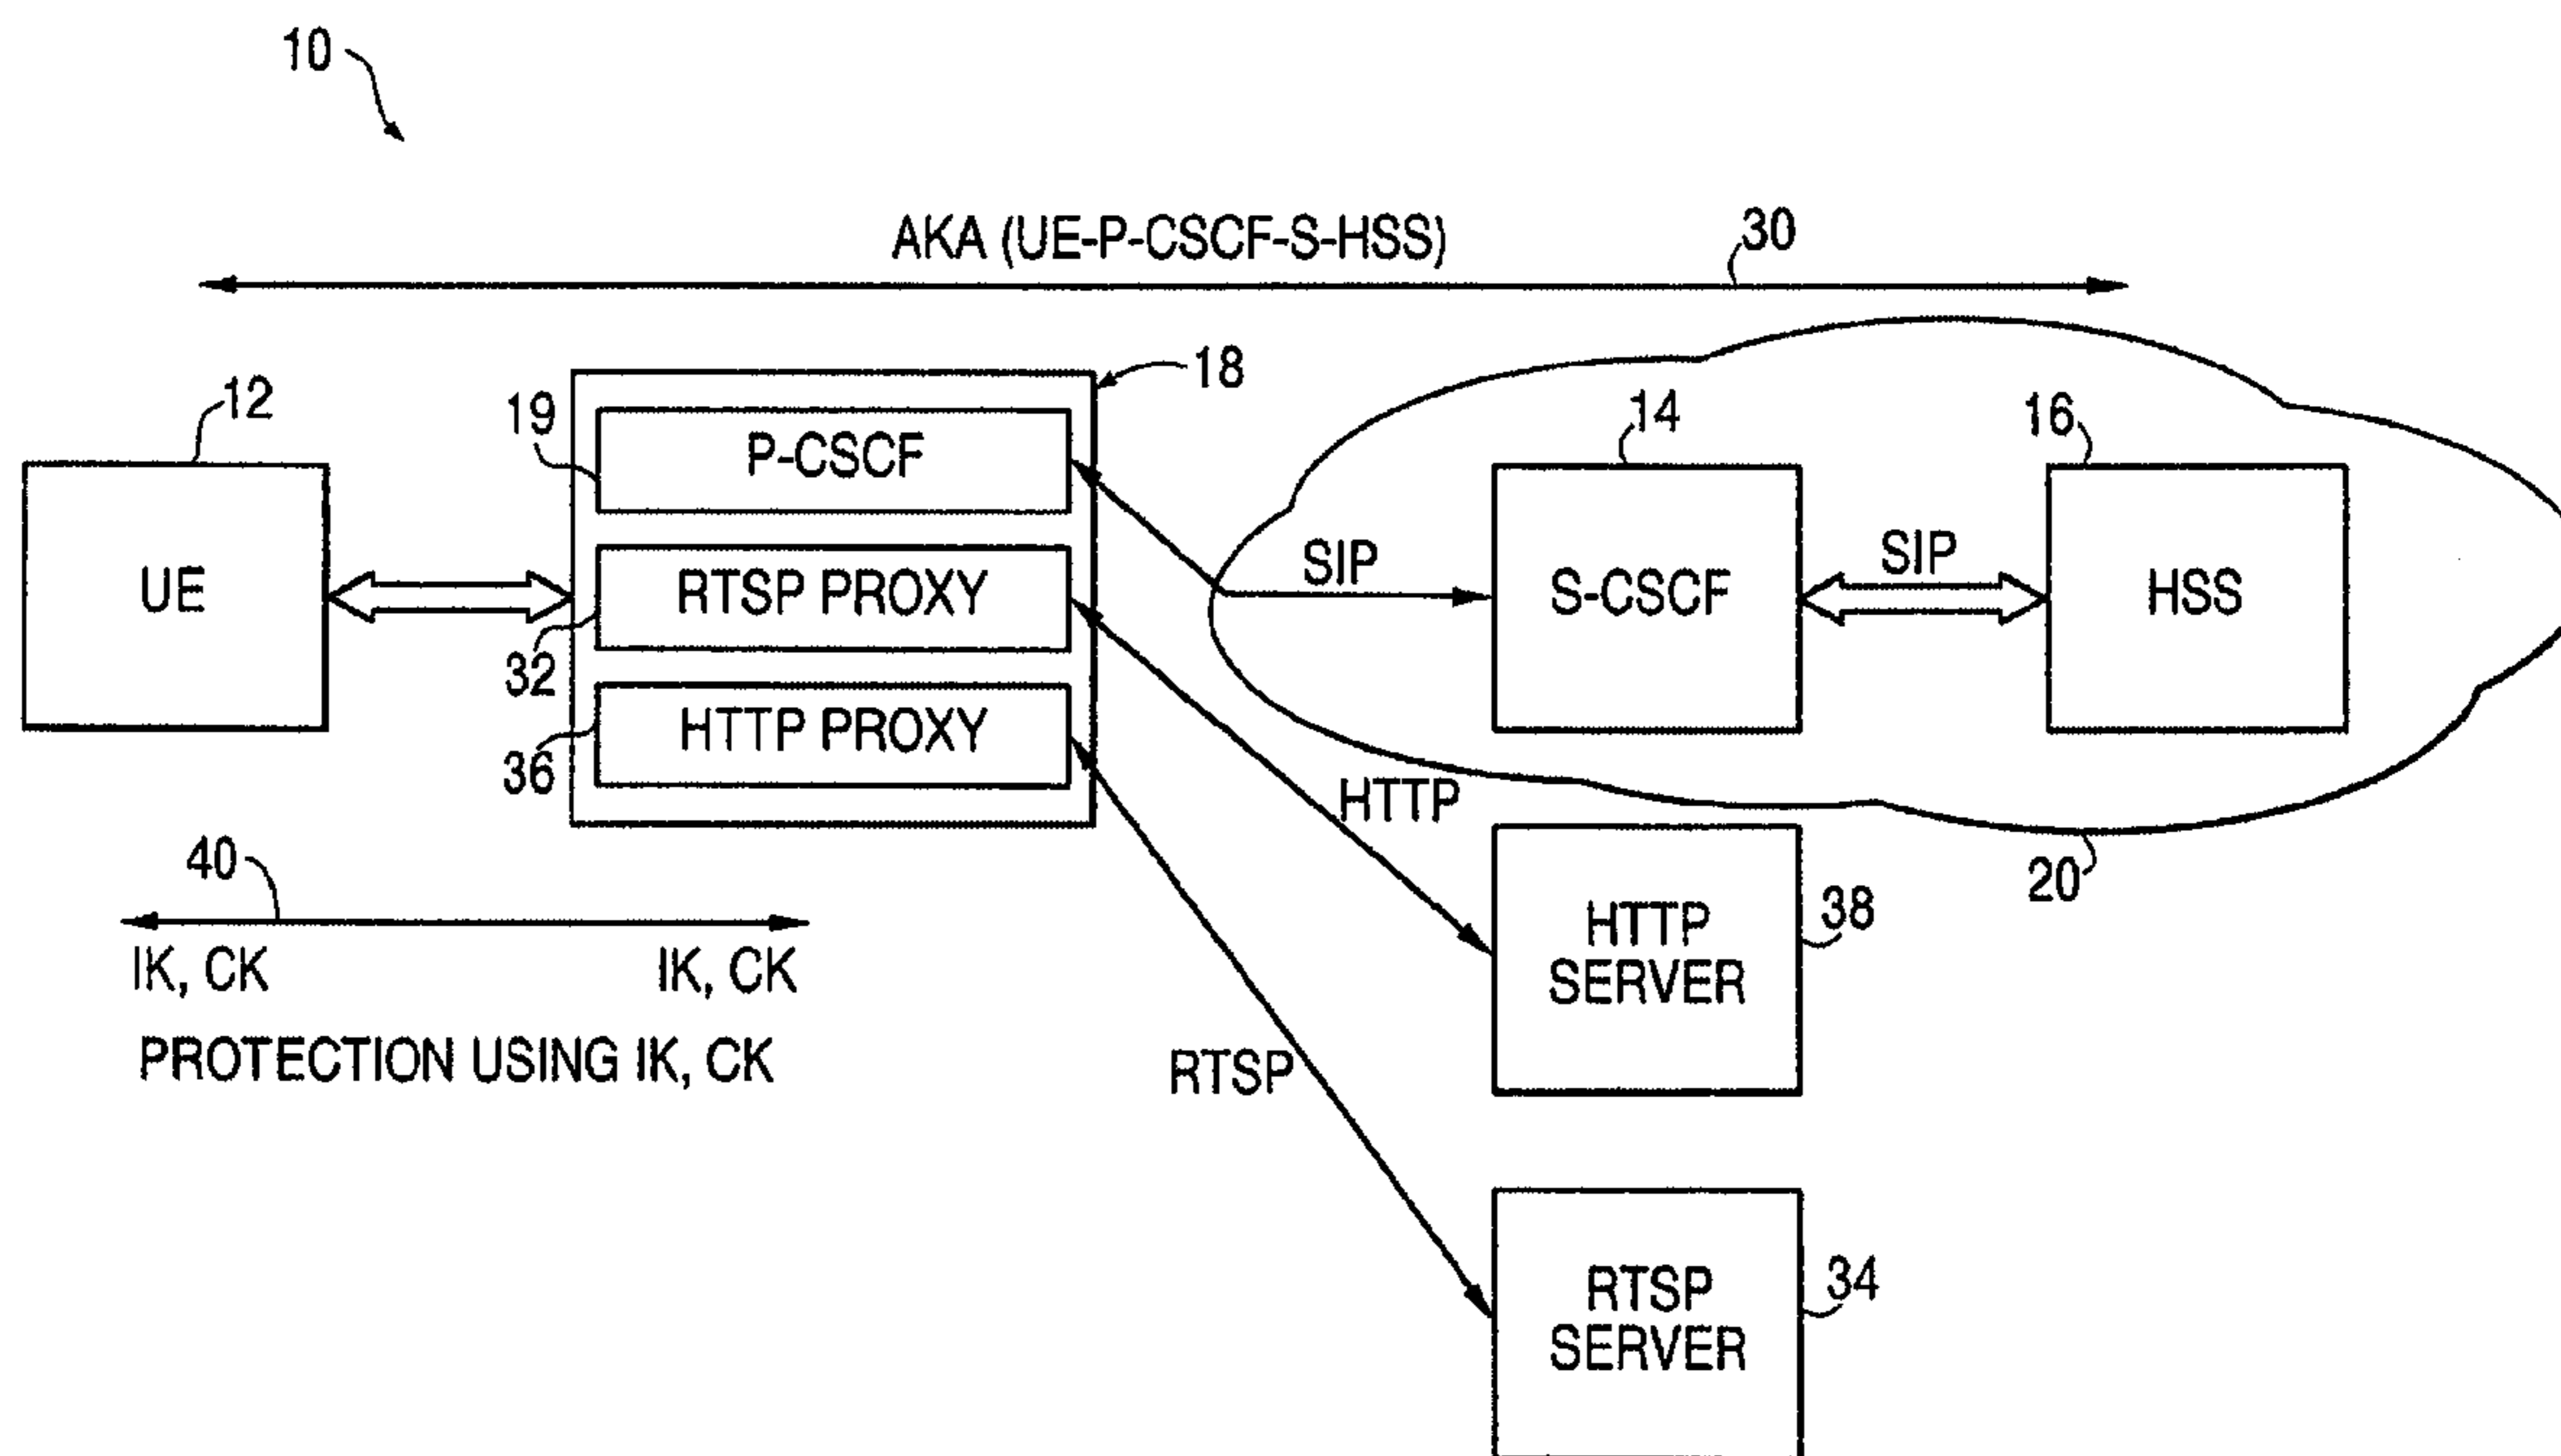 10
AKA (UE-P-CSCF-S-HSS)
30
12
18
19
P-CSCF
14
16
UE
RTSP PROXY
SIP
S-CSCF
SIP
HSS
32
HTTP PROXY
36
HTTP
40
20
IK, CK
IK, CK
HTTP
SERVER
38
PROTECTION USING IK, CK
RTSP
RTSP
SERVER
34